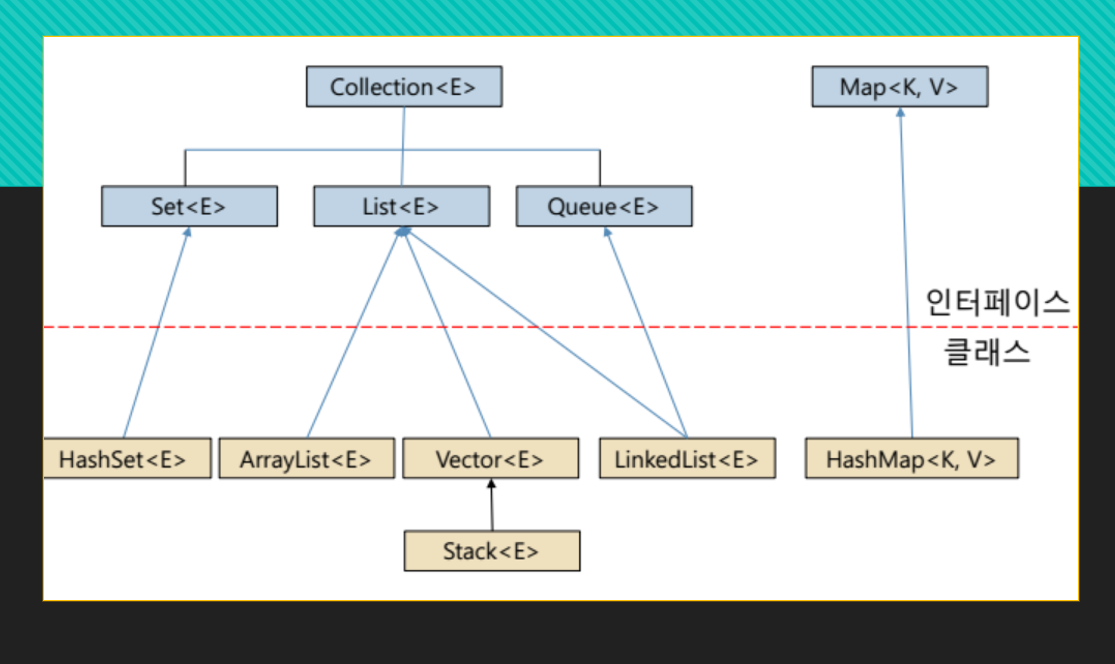 Collection<E>
Map<K, V>
Set<E>
List<E>
Queue<E>
인터페이스
클래스
HashSet<E>
ArrayList<E>
Vector<E>
LinkedList<E>
HashMap<K, V>
Stack<E>